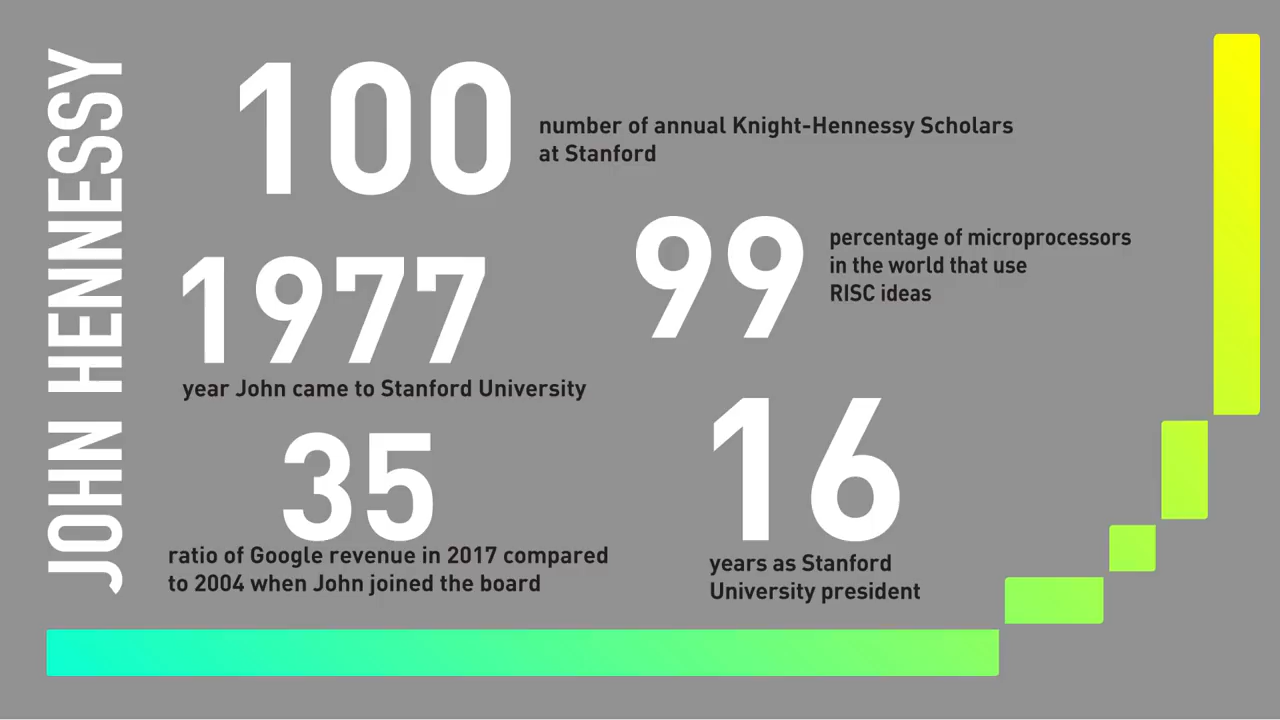 JOHN HENNESSY
100
number of annual Knight-Hennessy Scholars
at Stanford
99
percentage of microprocessors
in the world that use
RISC ideas
1977
year John came to Stanford University
35
ratio of Google revenue in 2017 compared
to 2004 when John joined the board
16
years as Stanford
University president